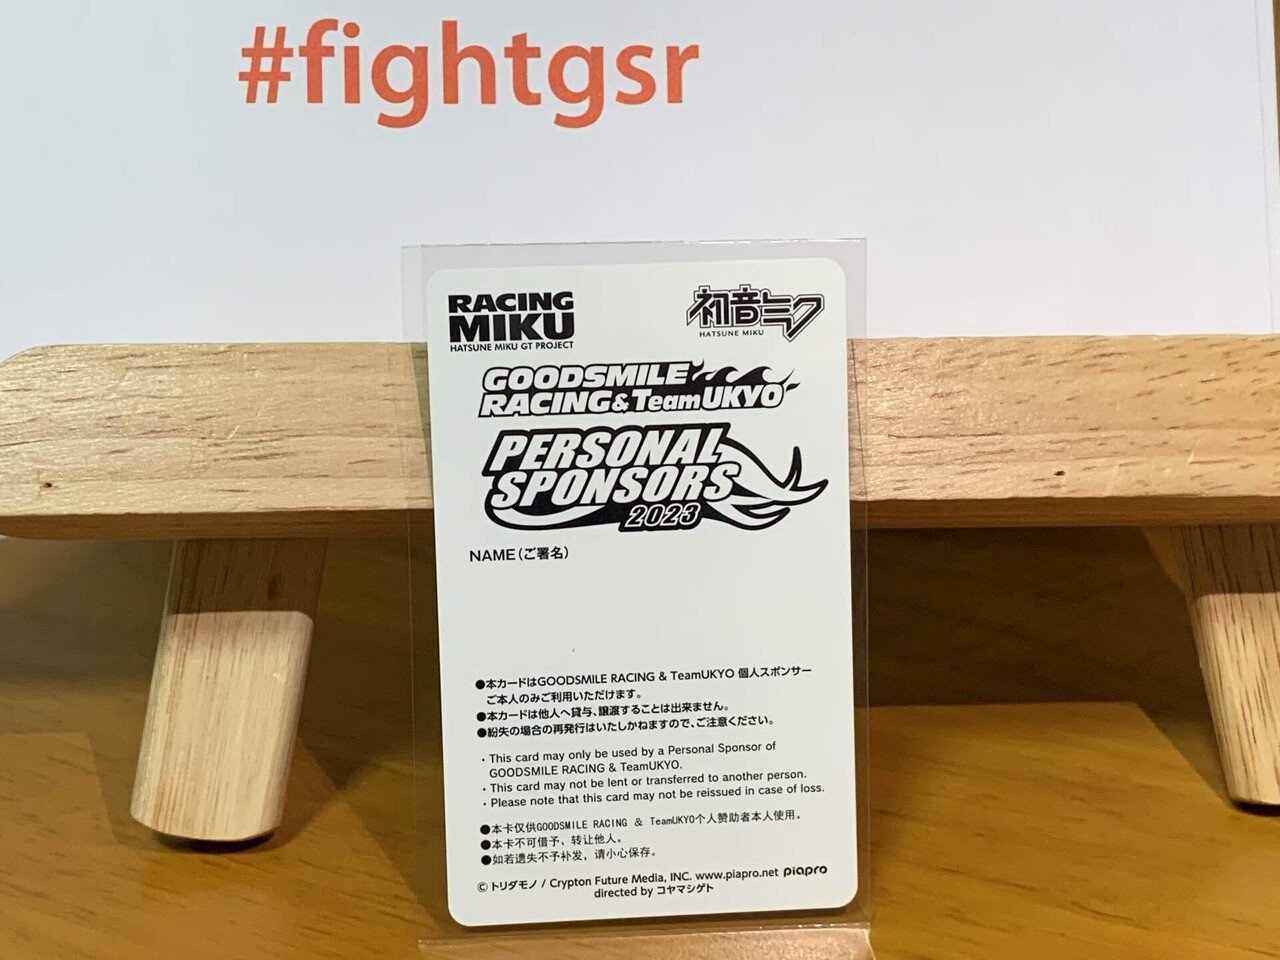 #fightgsr
RACING
MIKU
HATSUNE MIKU GT PROJECT
初音ミク
HATSUNE MIKU
GOODSMILE
RACING & TeamUKYO
PERSONAL
SPONSORS
2023
NAME(ご署名)
●本カードはGOODSMILE RACING & TeamUKYO 個人スポンサー
ご本人のみご利用いただけます。
●本カードは他人へ貸与、譲渡することは出来ません。
●紛失の場合の再発行はいたしかねますので、ご注意ください。
・This card may only be used by a Personal Sponsor of
GOODSMILE RACING & TeamUKYO.
・This card may not be lent or transferred to another person.
・Please note that this card may not be reissued in case of loss.
●本卡仅供GOODSMILE RACING & TeamUKYO个人赞助者本人使用。
●本卡不可借予、转让他人。
●如若遗失不予补发，请小心保存。
© トリダモノ / Crypton Future Media, INC. www.piapro.net piapro
directed by コヤマシゲト